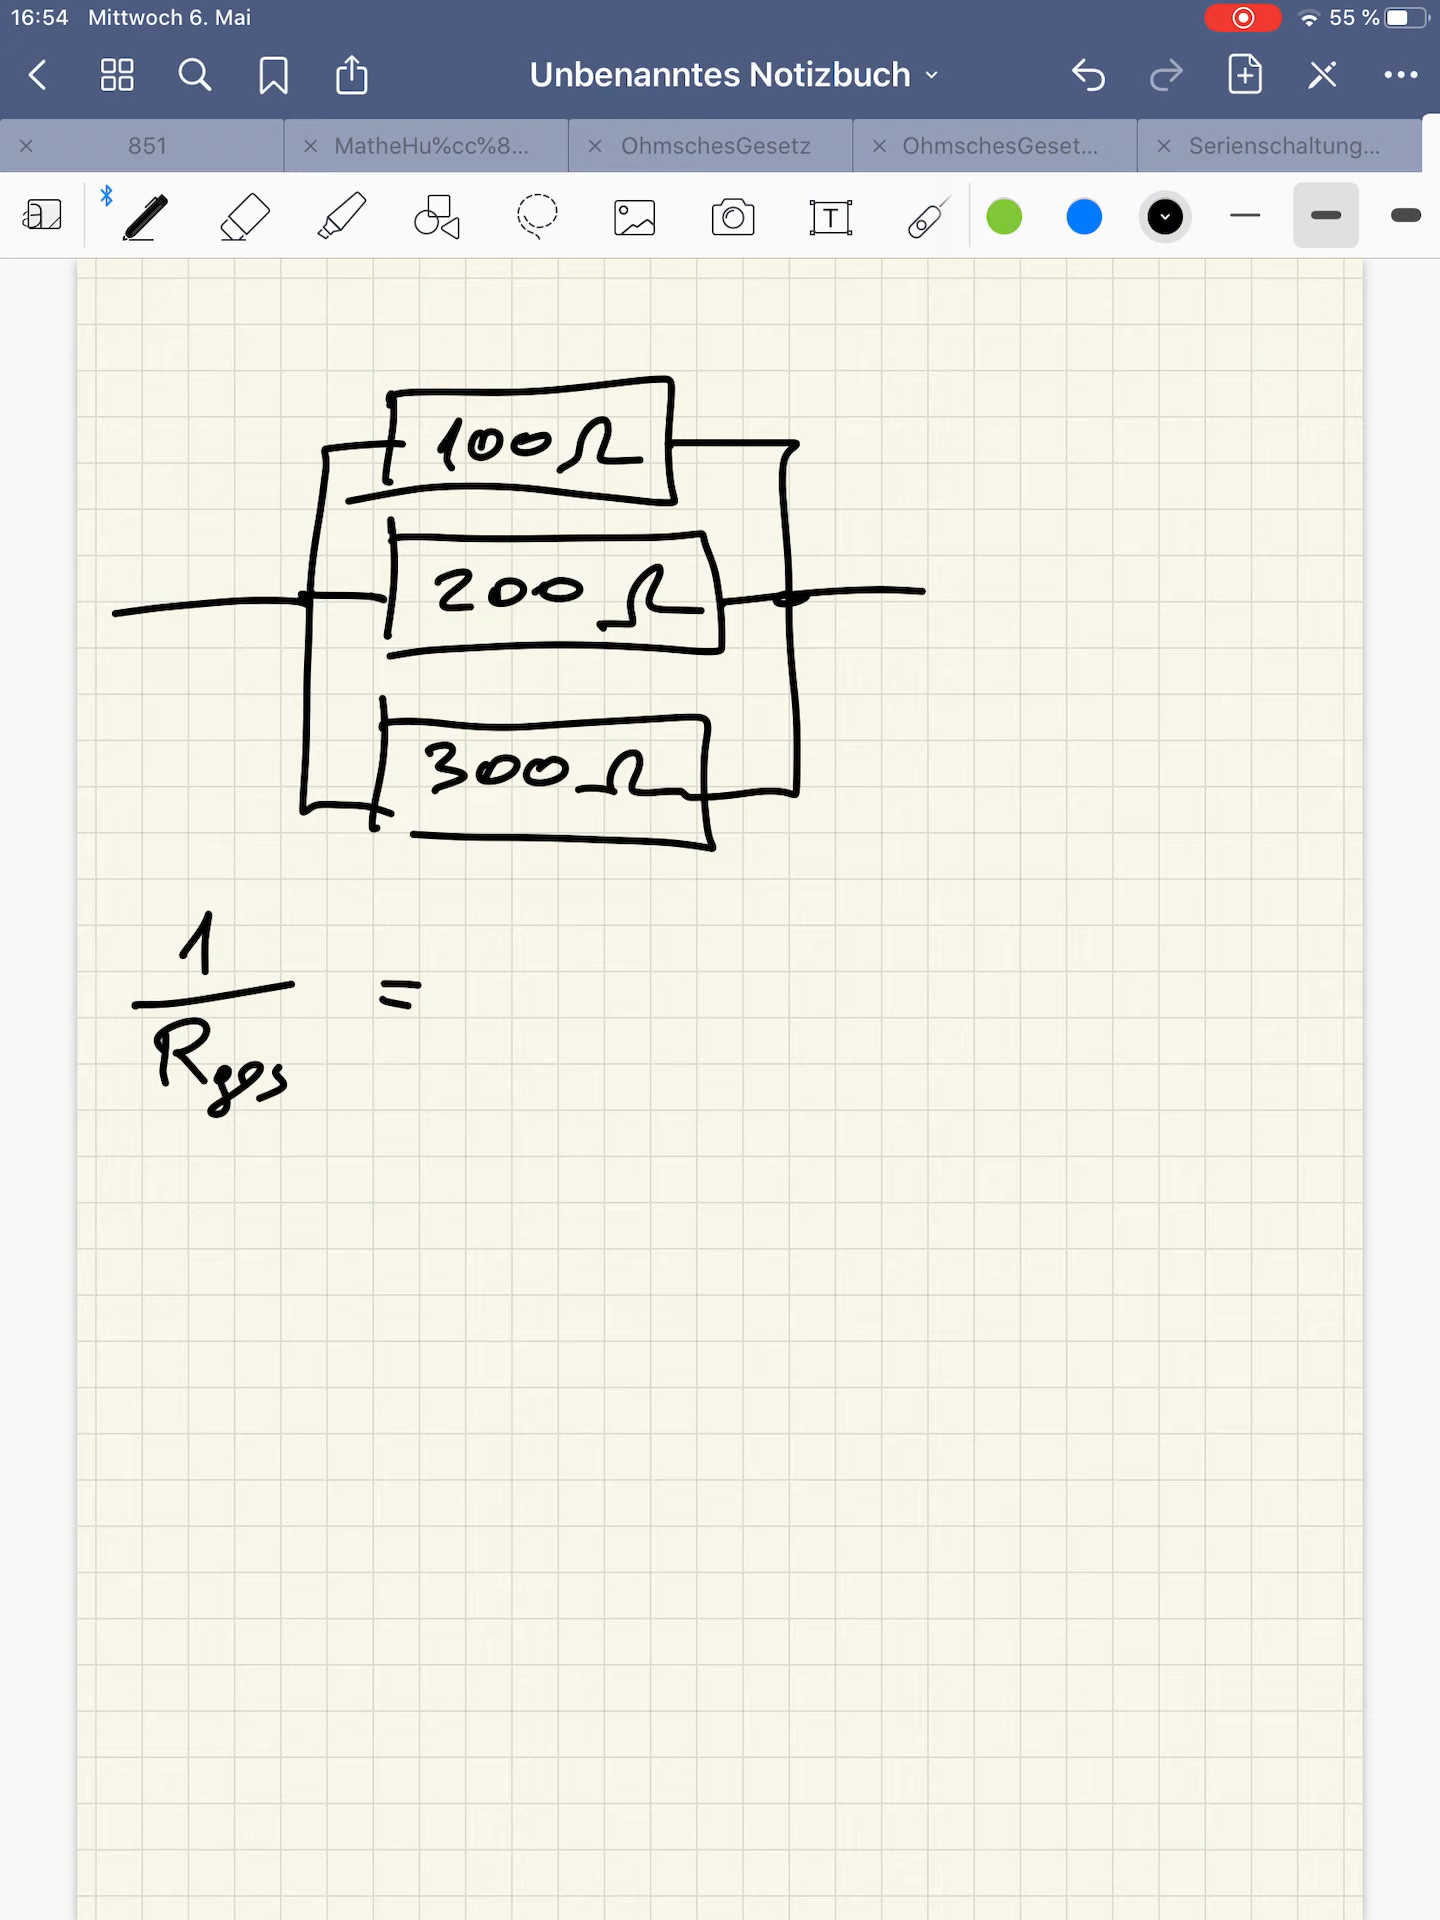 16:54 Mittwoch 6. Mai 55 %
Unbenanntes Notizbuch
851 MatheHu%cc%8... OhmschesGesetz OhmschesGeset... Serienschaltung...
T
100 Ω
200 Ω
300 Ω
1
=
Rges